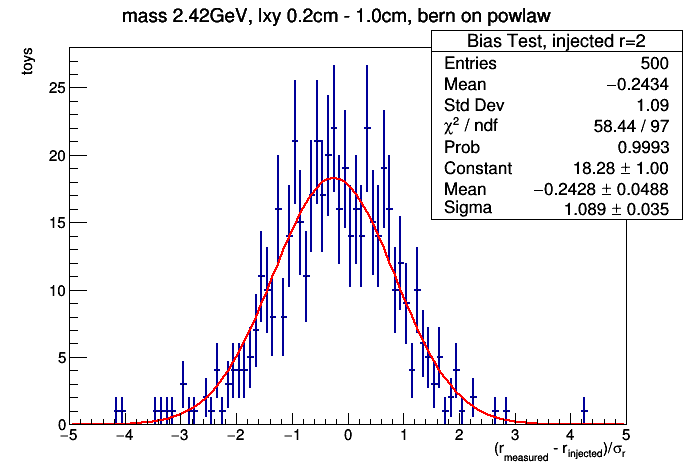 mass 2.42GeV, lxy 0.2cm - 1.0cm, bern on powlaw
Bias Test, injected r=2
Entries 500
Mean −0.2434
Std Dev 1.09
χ² / ndf 58.44 / 97
Prob 0.9993
Constant 18.28 ± 1.00
Mean −0.2428 ± 0.0488
Sigma 1.089 ± 0.035
toys
25
20
15
10
5
0
−5 −4 −3 −2 −1 0 1 2 3 4 5
(r_measured - r_injected)/σ_r